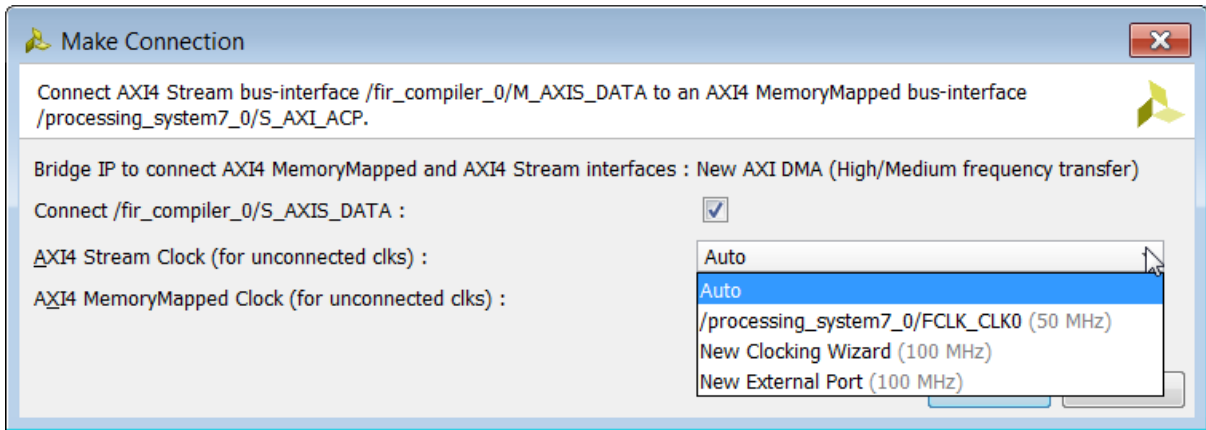 Make Connection
Connect AXI4 Stream bus-interface /fir_compiler_0/M_AXIS_DATA to an AXI4 MemoryMapped bus-interface
/processing_system7_0/S_AXI_ACP.
Bridge IP to connect AXI4 MemoryMapped and AXI4 Stream interfaces : New AXI DMA (High/Medium frequency transfer)
Connect /fir_compiler_0/S_AXIS_DATA :
AXI4 Stream Clock (for unconnected clks) : Auto
Auto
AXI4 MemoryMapped Clock (for unconnected clks) :
/processing_system7_0/FCLK_CLK0 (50 MHz)
New Clocking Wizard (100 MHz)
New External Port (100 MHz)